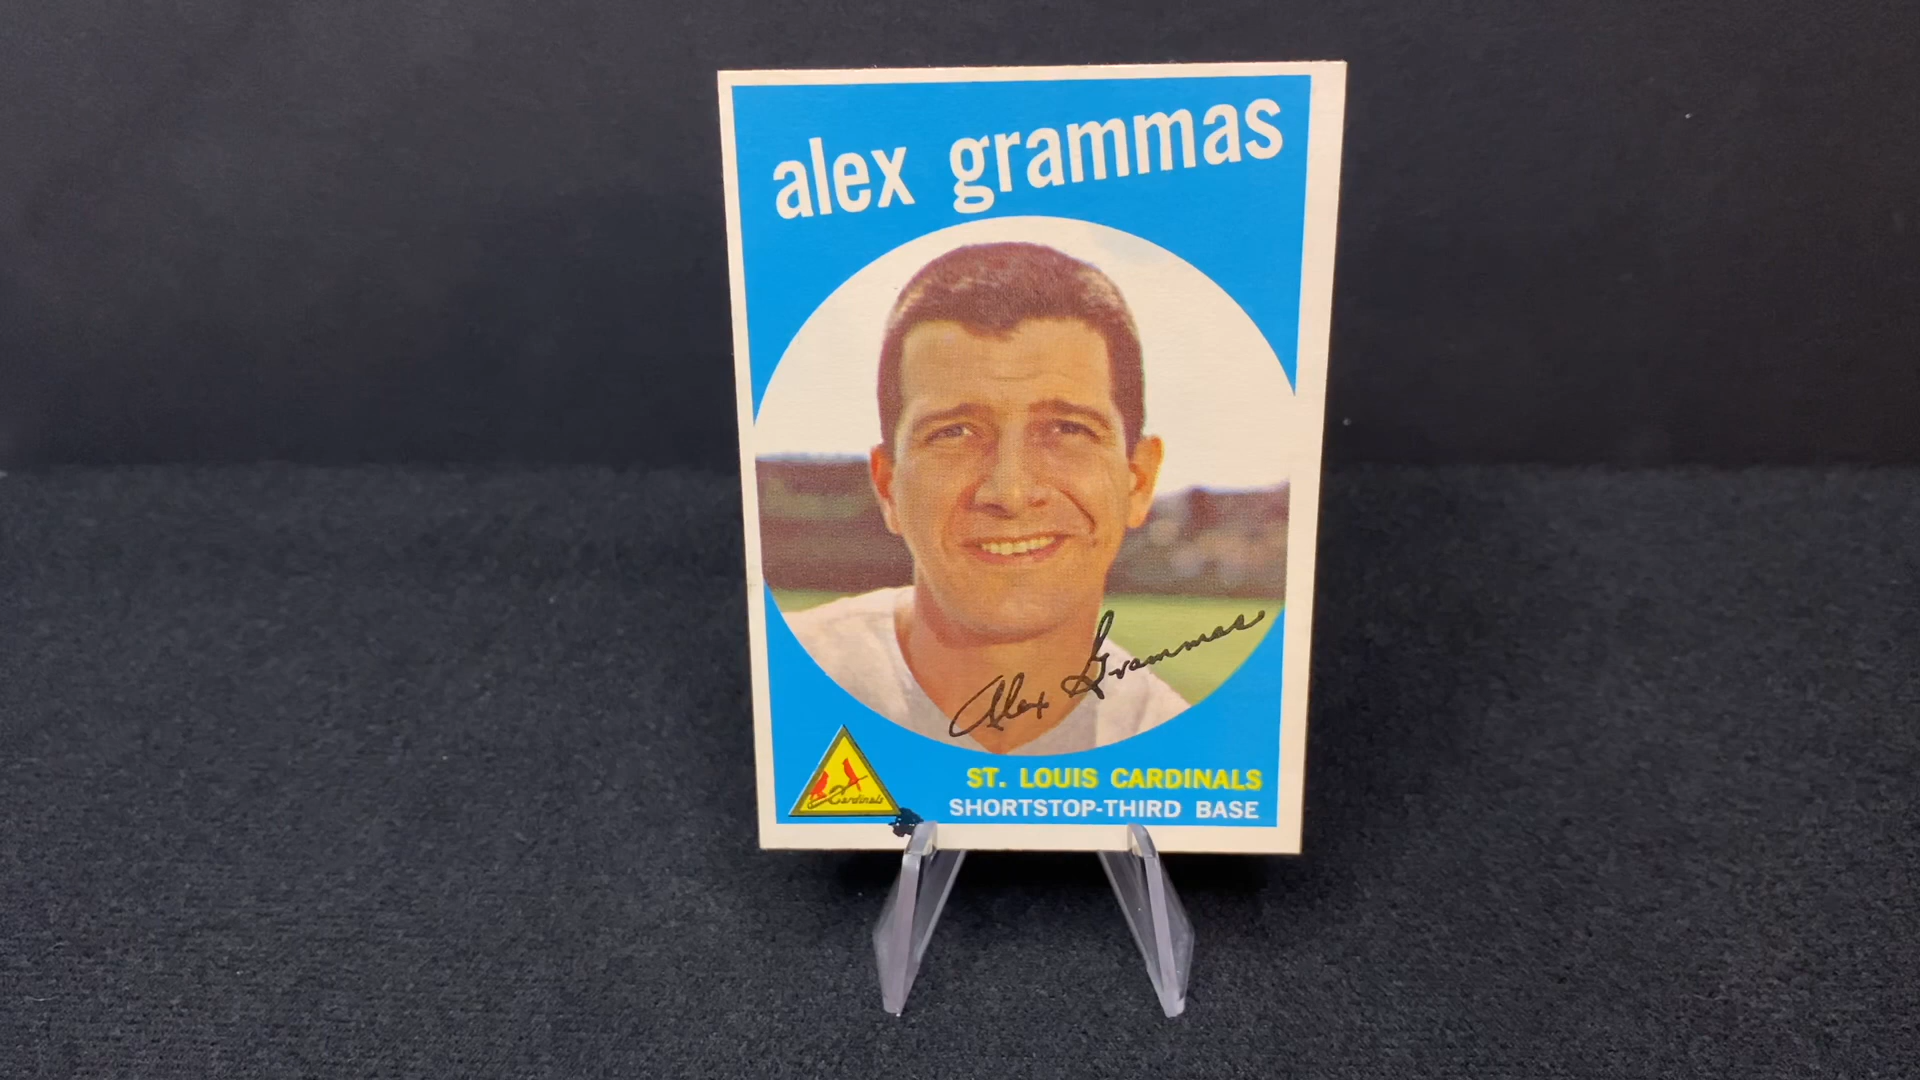 alex grammas
Alex Grammas
Cardinals
ST. LOUIS CARDINALS
SHORTSTOP-THIRD BASE